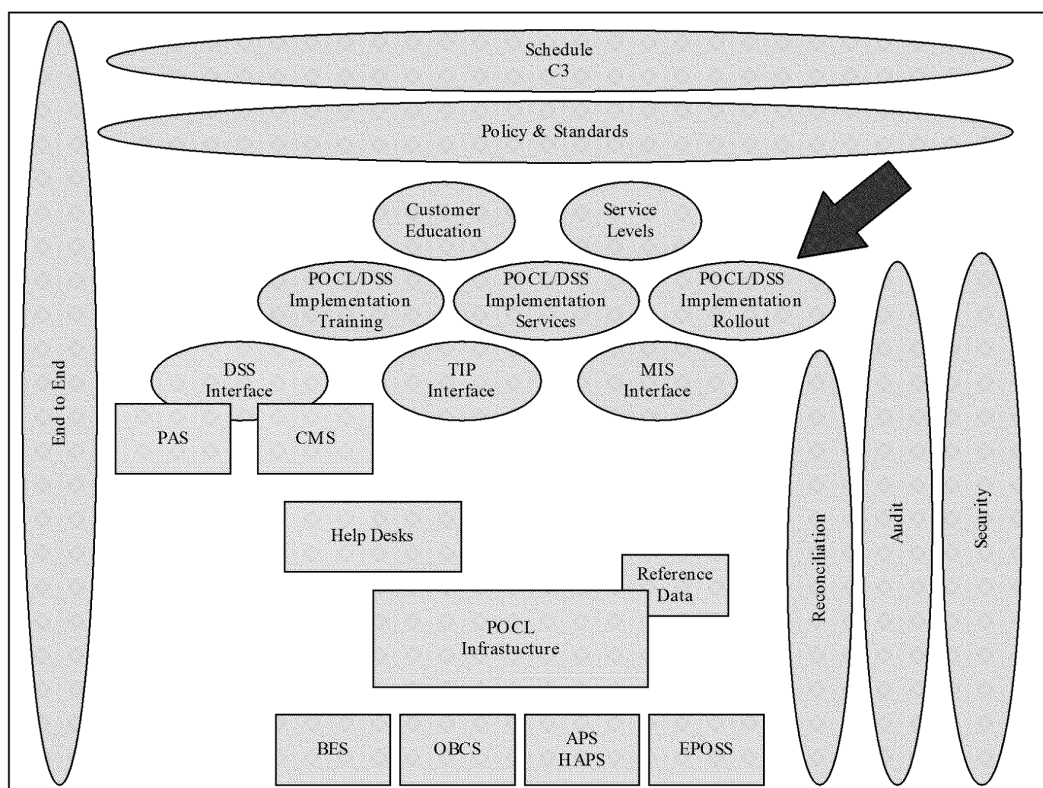 Schedule
C3
Policy & Standards
Customer
Education
Service
Levels
POCL/DSS
Implementation
Training
POCL/DSS
Implementation
Services
POCL/DSS
Implementation
Rollout
DSS
Interface
TIP
Interface
MIS
Interface
End to End
PAS
CMS
Help Desks
Reference
Data
POCL
Infrastucture
Reconciliation
Audit
Security
BES
OBCS
APS
HAPS
EPOSS